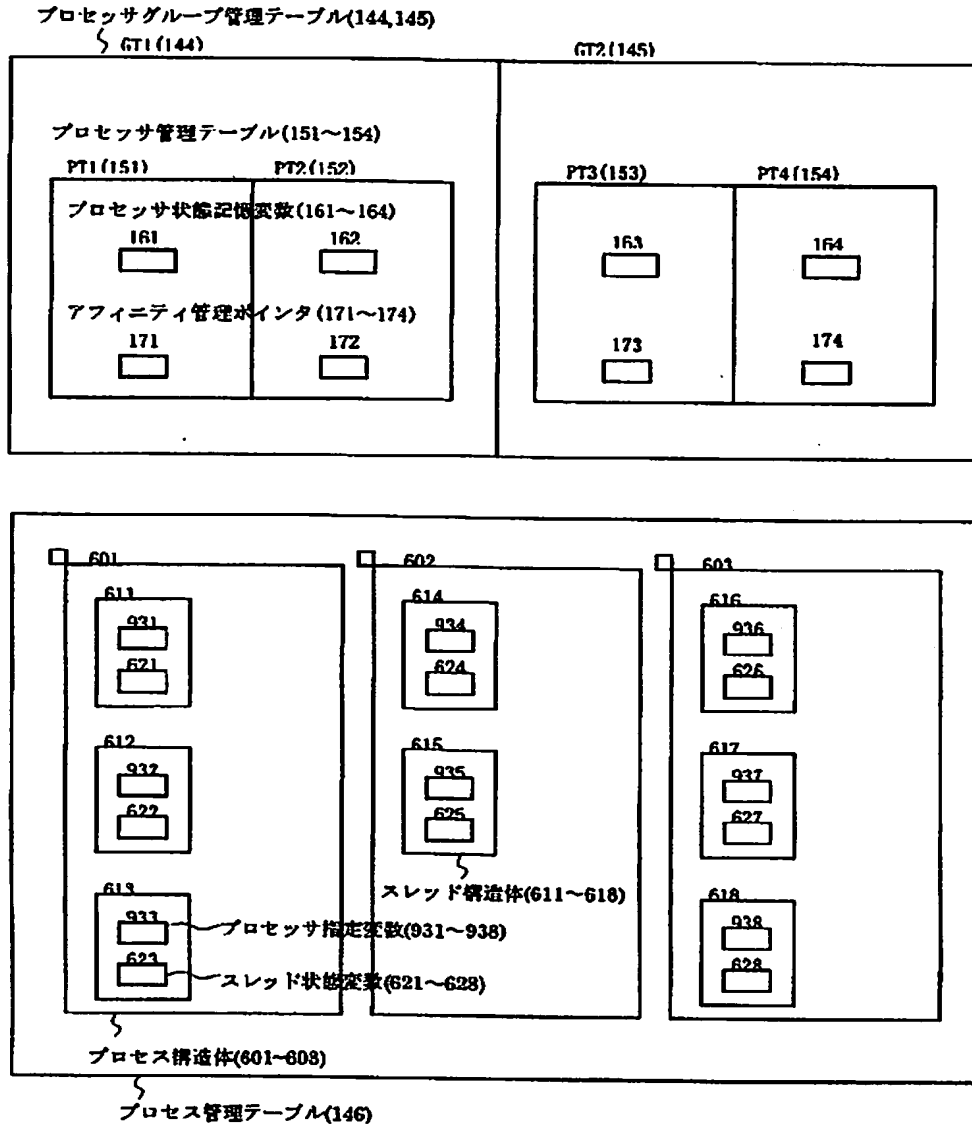 プロセッサグループ管理テーブル(144,145)
GT1(144) GT2(145)
プロセッサ管理テーブル(151～154)
PT1(151) PT2(152) PT3(153) PT4(154)
プロセッサ状態記憶変数(161～164)
161 162 163 164
アフィニティ管理ポインタ(171～174)
171 172 173 174
601 602 603
611 614 616
931 934 936
621 624 626
612 615 617
932 935 937
622 625 627
スレッド構造体(611～618)
613 618
933 プロセッサ指定変数(931～938) 938
623 スレッド状態変数(621～628) 628
プロセス構造体(601~603)
プロセス管理テーブル(146)